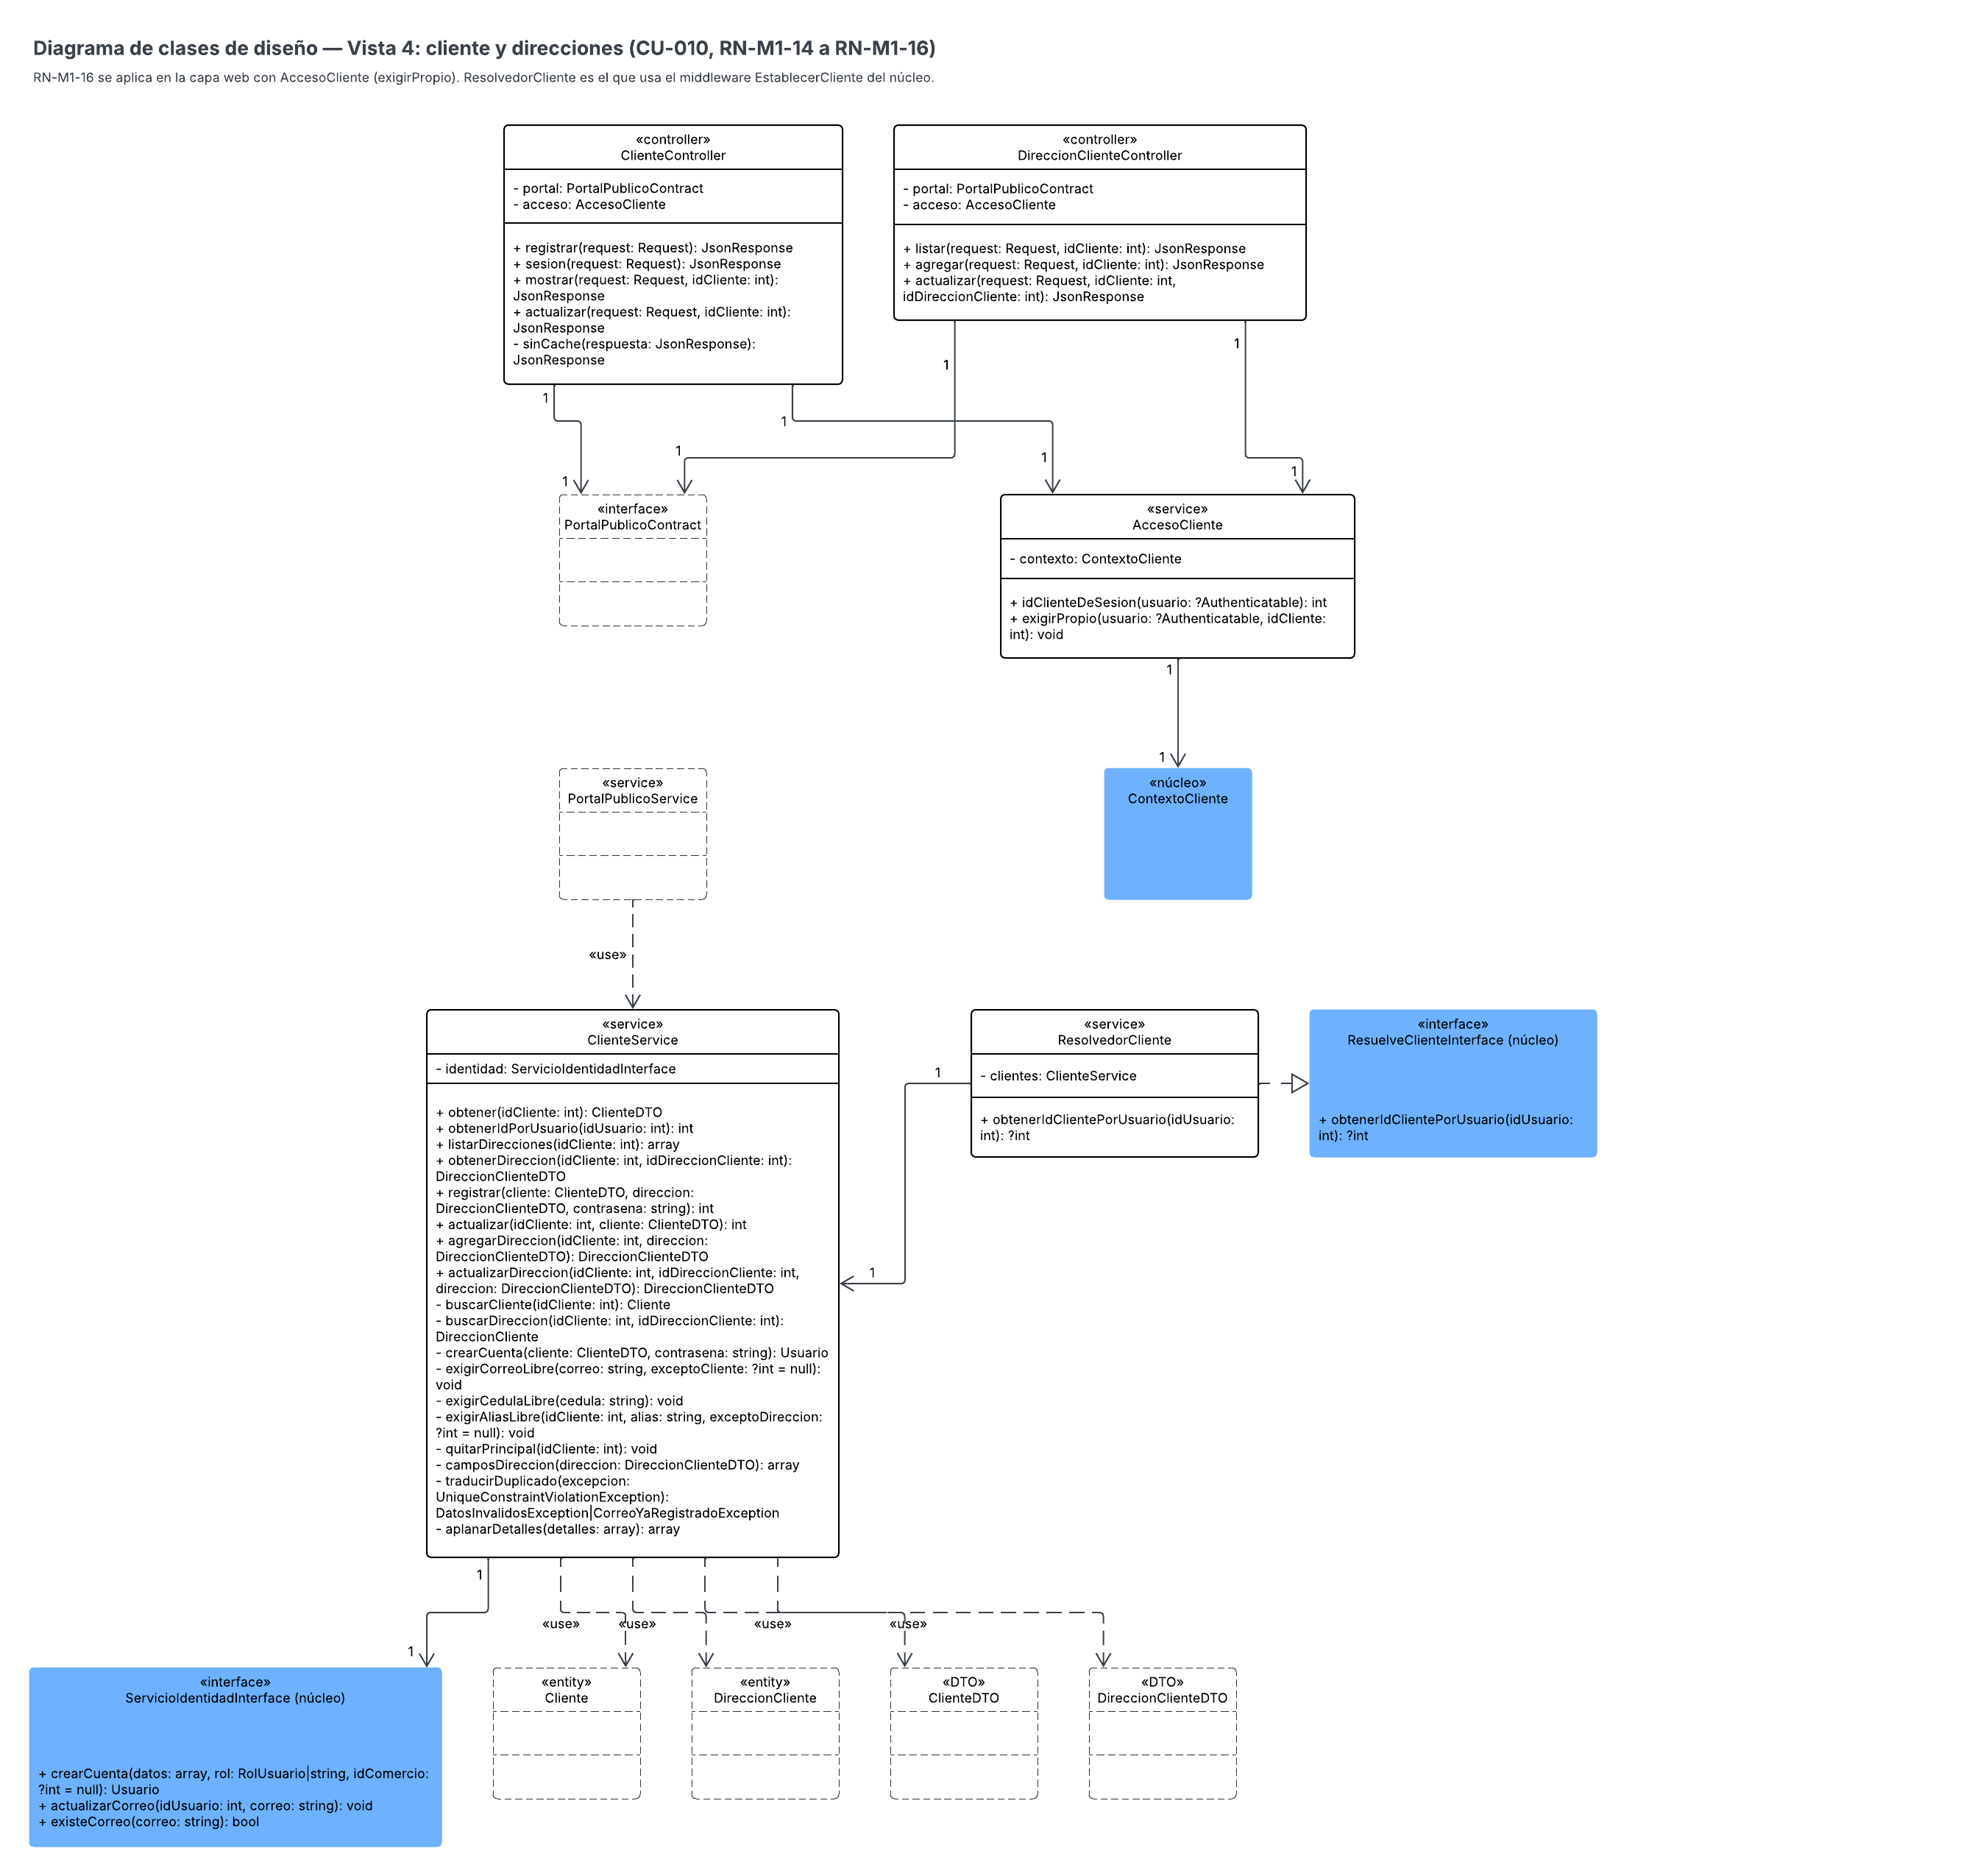 Diagrama de clases de diseño — Vista 4: cliente y direcciones (CU-010, RN-M1-14 a RN-M1-16)
RN-M1-16 se aplica en la capa web con AccesoCliente (exigirPropio). ResolvedorCliente es el que usa el middleware EstablecerCliente del núcleo.
«controller»
ClienteController
- portal: PortalPublicoContract
- acceso: AccesoCliente
+ registrar(request: Request): JsonResponse
+ sesion(request: Request): JsonResponse
+ mostrar(request: Request, idCliente: int):
JsonResponse
+ actualizar(request: Request, idCliente: int):
JsonResponse
- sinCache(respuesta: JsonResponse):
JsonResponse
«controller»
DireccionClienteController
- portal: PortalPublicoContract
- acceso: AccesoCliente
+ listar(request: Request, idCliente: int): JsonResponse
+ agregar(request: Request, idCliente: int): JsonResponse
+ actualizar(request: Request, idCliente: int,
idDireccionCliente: int): JsonResponse
1
1
1
1
1
1
1
1
«interface»
PortalPublicoContract
«service»
AccesoCliente
- contexto: ContextoCliente
+ idClienteDeSesion(usuario: ?Authenticatable): int
+ exigirPropio(usuario: ?Authenticatable, idCliente:
int): void
1
1
«service»
PortalPublicoService
«núcleo»
ContextoCliente
«use»
«service»
ClienteService
- identidad: ServicioIdentidadInterface
+ obtener(idCliente: int): ClienteDTO
+ obtenerIdPorUsuario(idUsuario: int): int
+ listarDirecciones(idCliente: int): array
+ obtenerDireccion(idCliente: int, idDireccionCliente: int):
DireccionClienteDTO
+ registrar(cliente: ClienteDTO, direccion:
DireccionClienteDTO, contrasena: string): int
+ actualizar(idCliente: int, cliente: ClienteDTO): int
+ agregarDireccion(idCliente: int, direccion:
DireccionClienteDTO): DireccionClienteDTO
+ actualizarDireccion(idCliente: int, idDireccionCliente: int,
direccion: DireccionClienteDTO): DireccionClienteDTO
- buscarCliente(idCliente: int): Cliente
- buscarDireccion(idCliente: int, idDireccionCliente: int):
DireccionCliente
- crearCuenta(cliente: ClienteDTO, contrasena: string): Usuario
- exigirCorreoLibre(correo: string, exceptoCliente: ?int = null):
void
- exigirCedulaLibre(cedula: string): void
- exigirAliasLibre(idCliente: int, alias: string, exceptoDireccion:
?int = null): void
- quitarPrincipal(idCliente: int): void
- camposDireccion(direccion: DireccionClienteDTO): array
- traducirDuplicado(excepcion:
UniqueConstraintViolationException):
DatosInvalidosException|CorreoYaRegistradoException
- aplanarDetalles(detalles: array): array
1
1
«service»
ResolvedorCliente
- clientes: ClienteService
+ obtenerIdClientePorUsuario(idUsuario:
int): ?int
«interface»
ResuelveClienteInterface (núcleo)
+ obtenerIdClientePorUsuario(idUsuario:
int): ?int
1
1
«use»
«use»
«use»
«use»
«interface»
ServicioIdentidadInterface (núcleo)
+ crearCuenta(datos: array, rol: RolUsuario|string, idComercio:
?int = null): Usuario
+ actualizarCorreo(idUsuario: int, correo: string): void
+ existeCorreo(correo: string): bool
«entity»
Cliente
«entity»
DireccionCliente
«DTO»
ClienteDTO
«DTO»
DireccionClienteDTO